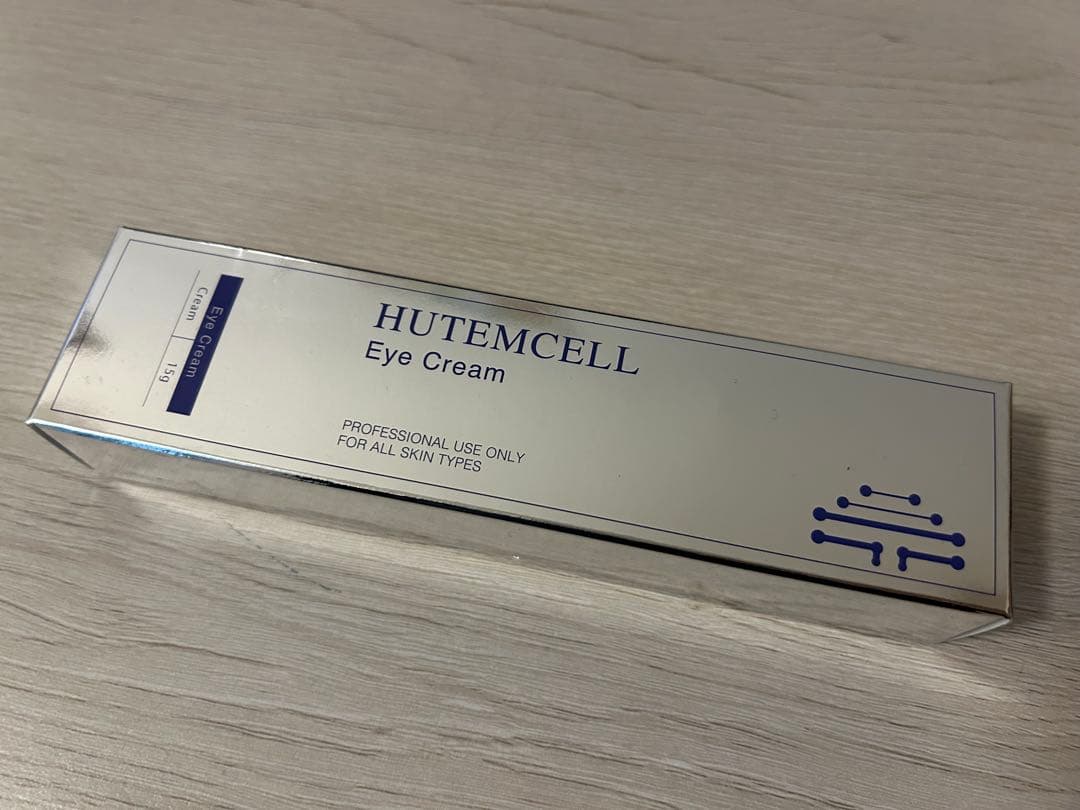 HUTEMCELL
Eye Cream
PROFESSIONAL USE ONLY
FOR ALL SKIN TYPES
Eye Cream
Cream
15g